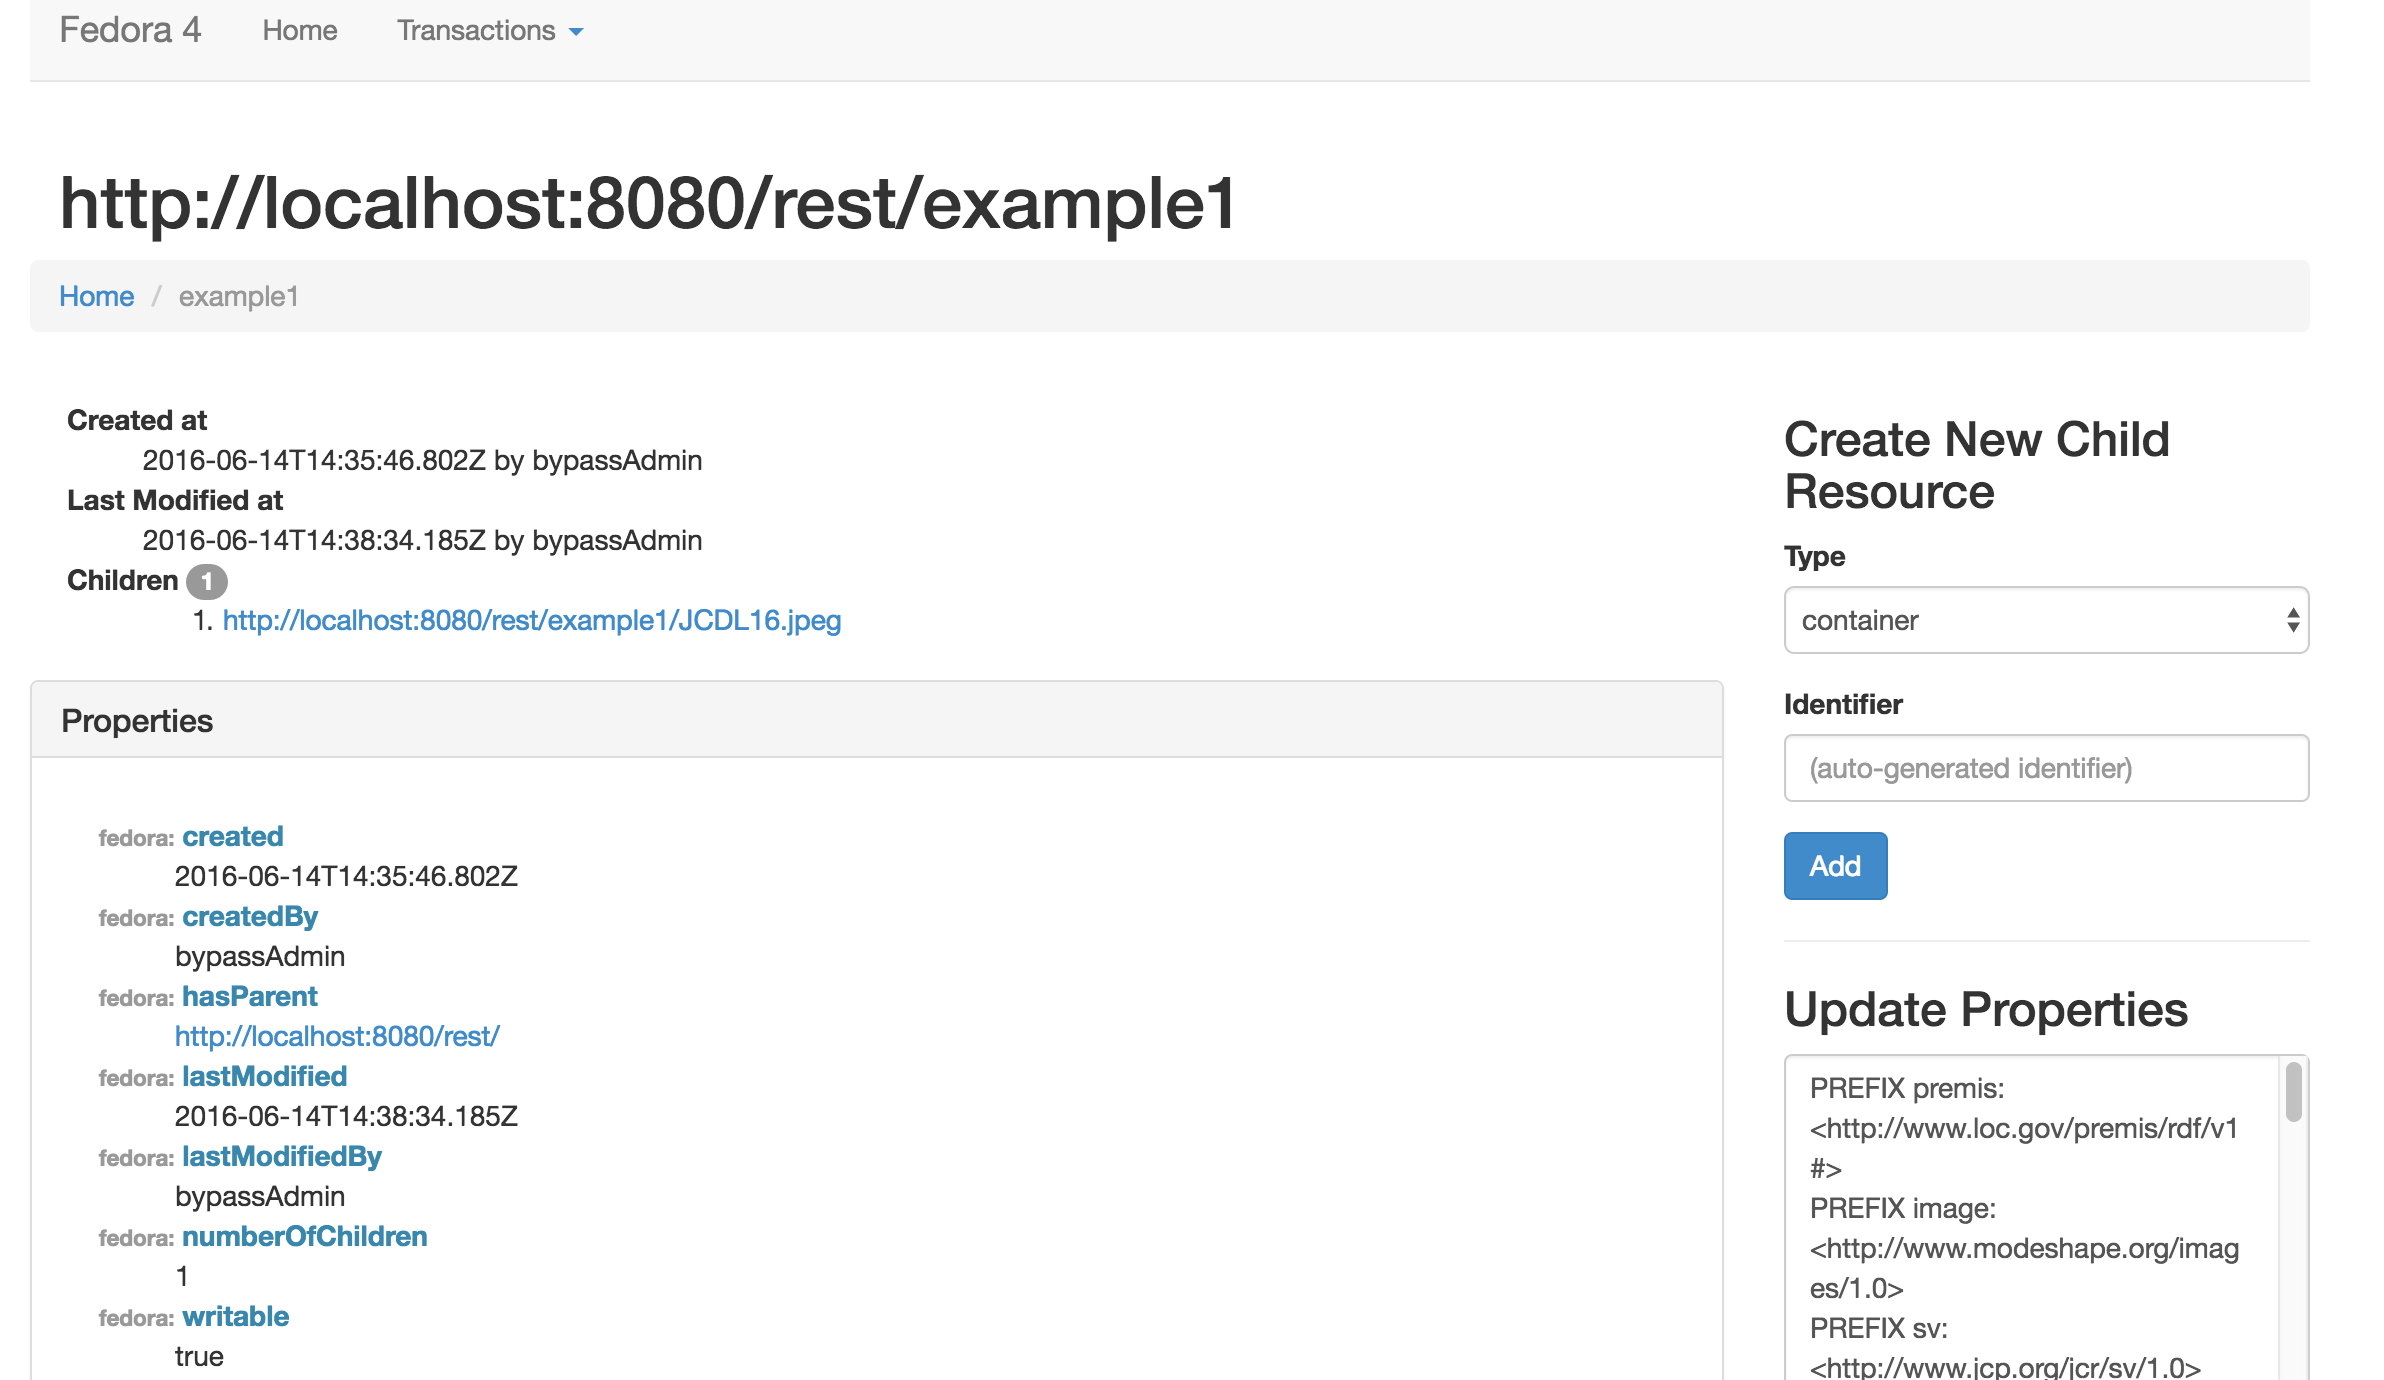 Fedora 4 Home Transactions
http://localhost:8080/rest/example1
Home / example1
Created at
2016-06-14T14:35:46.802Z by bypassAdmin
Last Modified at
2016-06-14T14:38:34.185Z by bypassAdmin
Children 1
1. http://localhost:8080/rest/example1/JCDL16.jpeg
Properties
fedora: created
2016-06-14T14:35:46.802Z
fedora: createdBy
bypassAdmin
fedora: hasParent
http://localhost:8080/rest/
fedora: lastModified
2016-06-14T14:38:34.185Z
fedora: lastModifiedBy
bypassAdmin
fedora: numberOfChildren
1
fedora: writable
true
Create New Child
Resource
Type
container
Identifier
(auto-generated identifier)
Add
Update Properties
PREFIX premis:
<http://www.loc.gov/premis/rdf/v1
#>
PREFIX image:
<http://www.modeshape.org/imag
es/1.0>
PREFIX sv:
<http://www.jcp.org/jcr/sv/1.0>